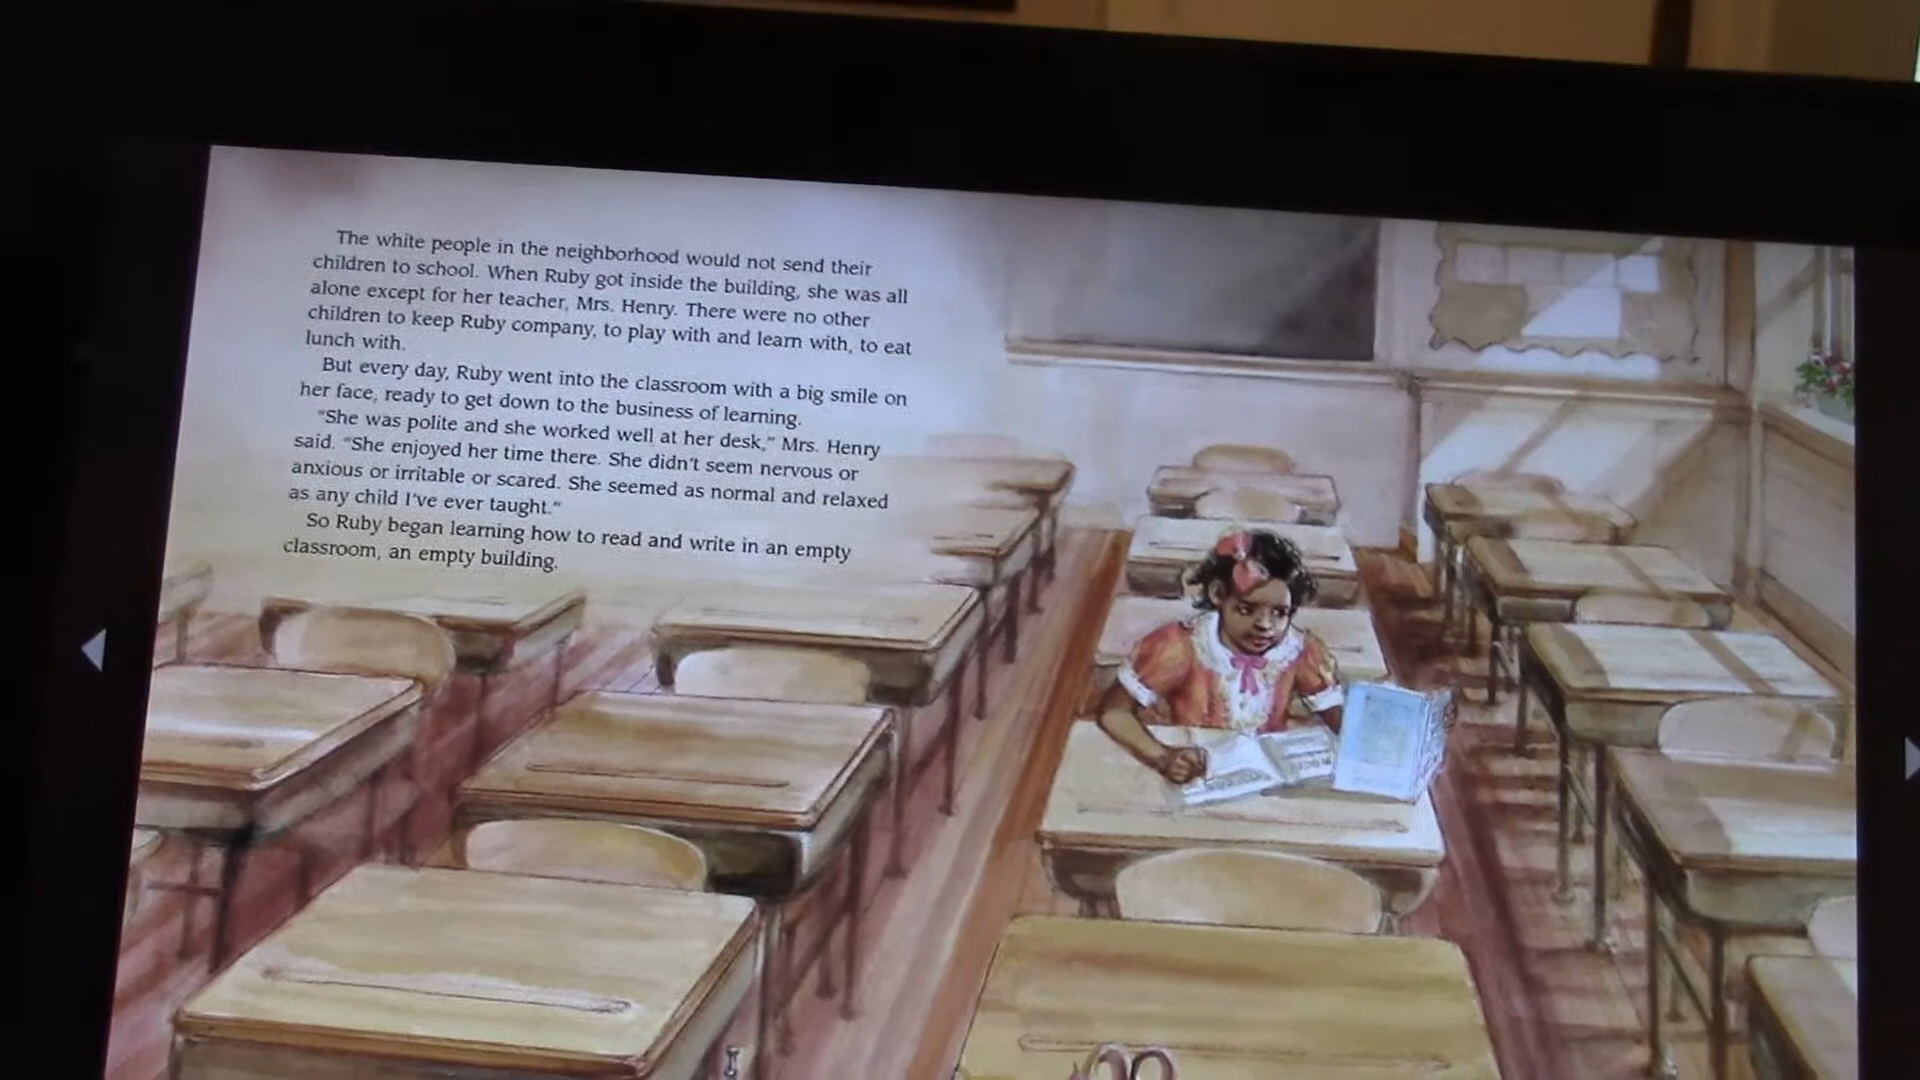 The white people in the neighborhood would not send their
children to school. When Ruby got inside the building, she was all
alone except for her teacher, Mrs. Henry. There were no other
children to keep Ruby company, to play with and learn with, to eat
lunch with.
But every day, Ruby went into the classroom with a big smile on
her face, ready to get down to the business of learning.
"She was polite and she worked well at her desk," Mrs. Henry
said. "She enjoyed her time there. She didn't seem nervous or
anxious or irritable or scared. She seemed as normal and relaxed
as any child I've ever taught."
So Ruby began learning how to read and write in an empty
classroom, an empty building.